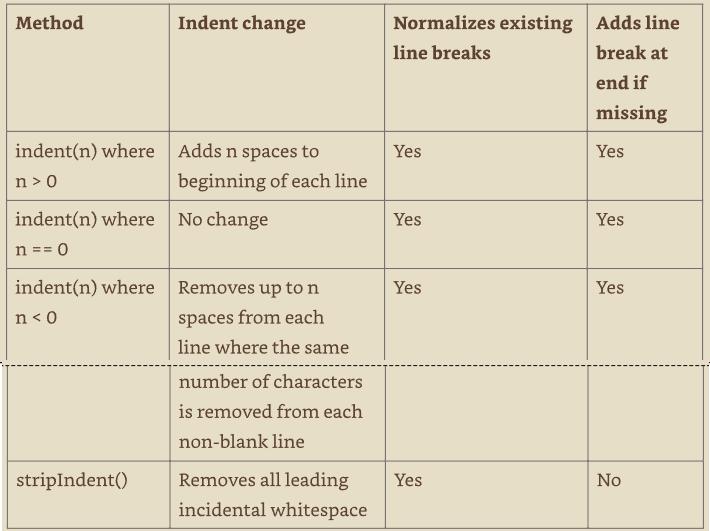 Method
Indent change
Normalizes existing
line breaks
Adds line
break at
end if
missing
indent(n) where
n > 0
Adds n spaces to
beginning of each line
Yes
Yes
indent(n) where
n == 0
No change
Yes
Yes
indent(n) where
n < 0
Removes up to n
spaces from each
line where the same
number of characters
is removed from each
non-blank line
Yes
Yes
stripIndent()
Removes all leading
incidental whitespace
Yes
No